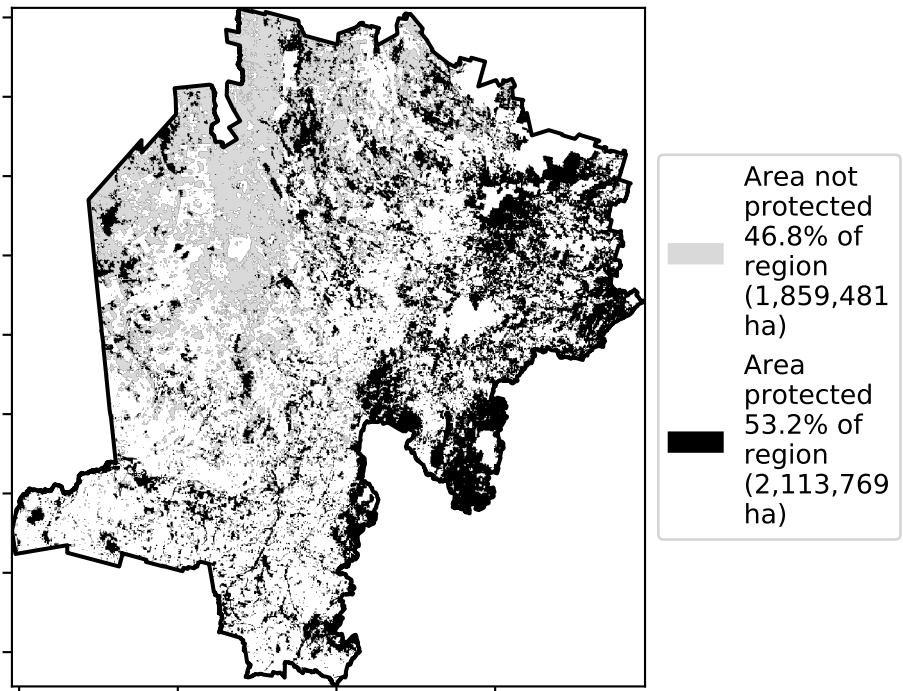 Area not
protected
46.8% of
region
(1,859,481
ha)
Area
protected
53.2% of
region
(2,113,769
ha)